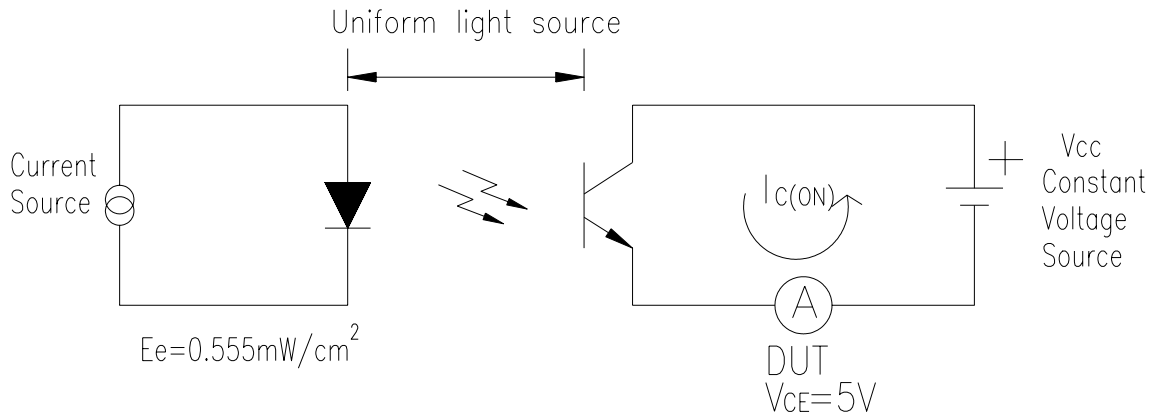 Uniform light source
Current
Source
IC(ON)
+
Vcc
Constant
Voltage
Source
A
Ee=0.555mW/cm²
DUT
VCE=5V